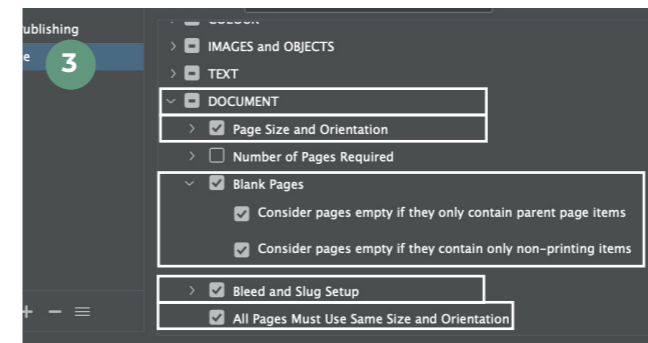 ublishing
e
3
COLOUR
IMAGES and OBJECTS
TEXT
DOCUMENT
Page Size and Orientation
Number of Pages Required
Blank Pages
Consider pages empty if they only contain parent page items
Consider pages empty if they contain only non-printing items
Bleed and Slug Setup
All Pages Must Use Same Size and Orientation